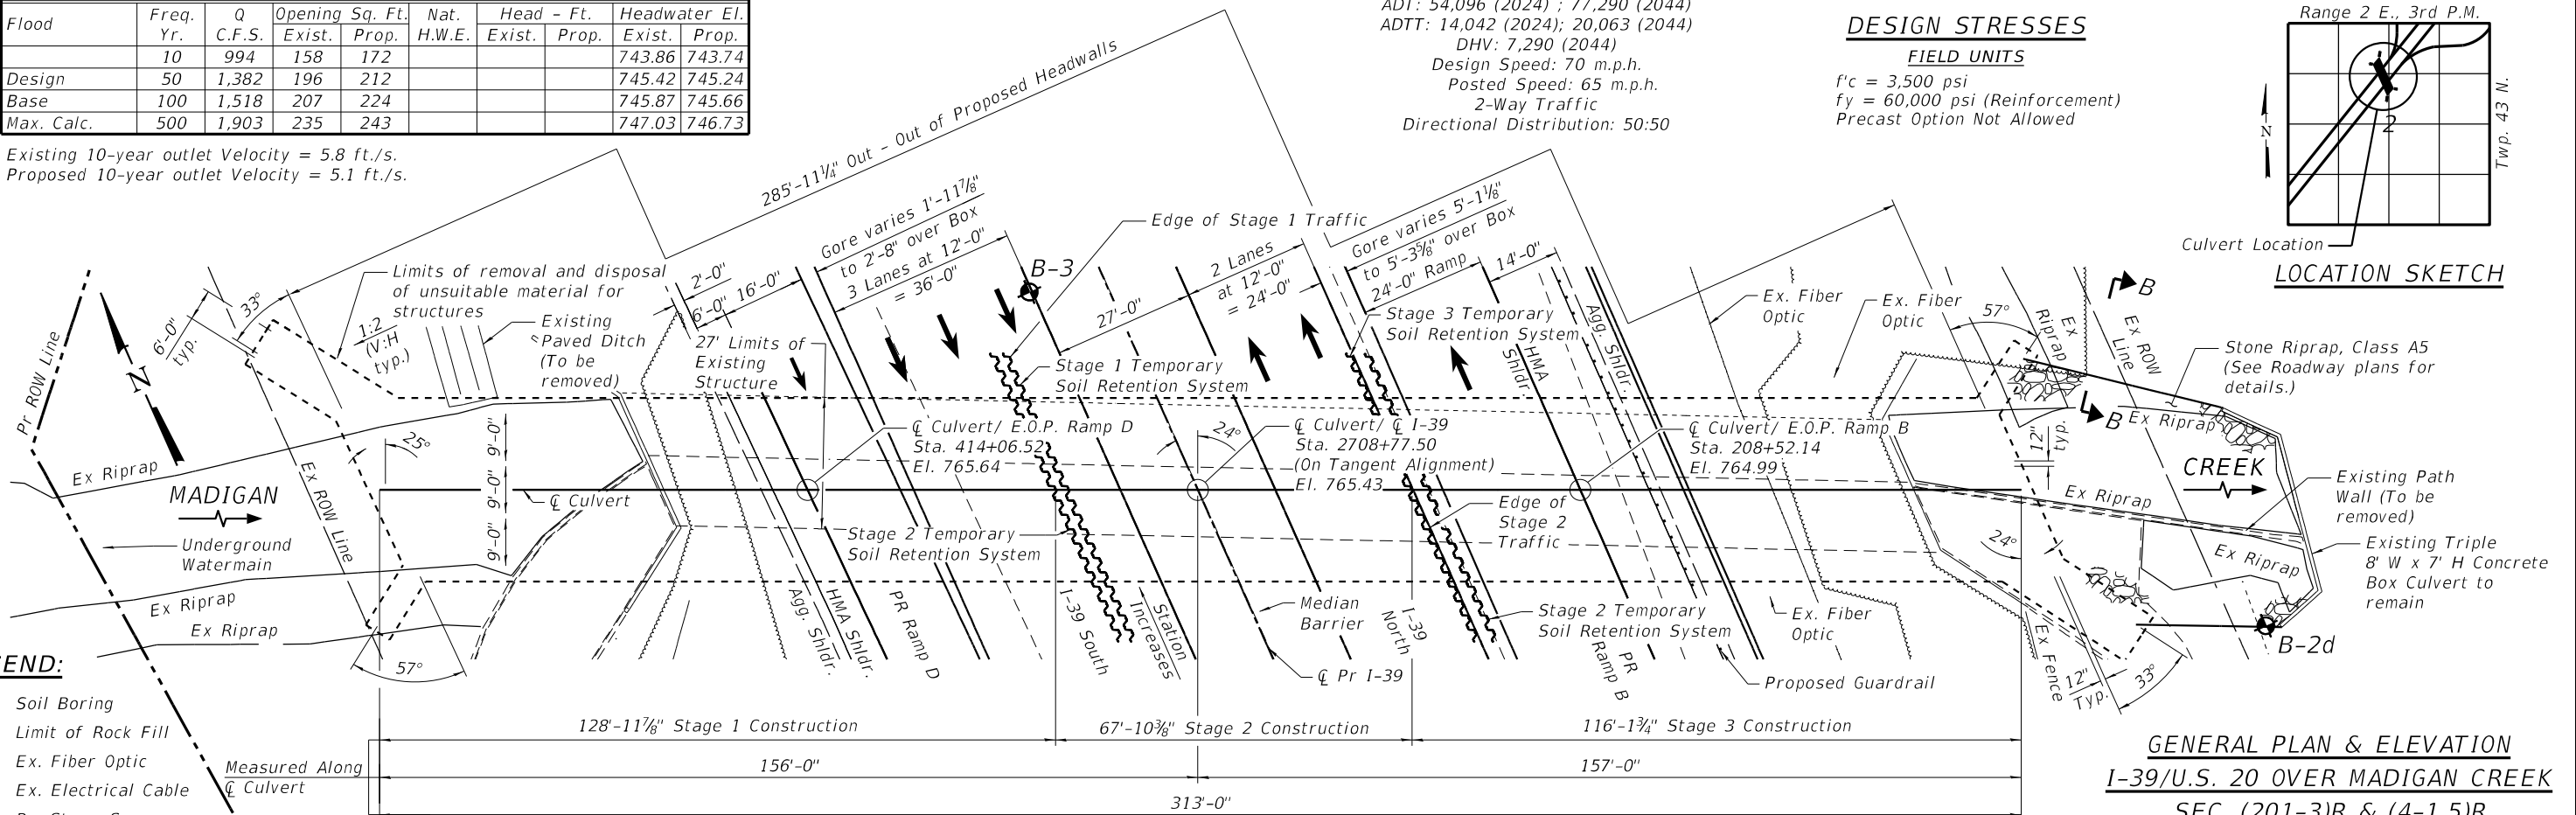 Flood
Freq. Yr.
Q C.F.S.
Opening Sq. Ft.
Exist. Prop.
Nat. H.W.E.
Head - Ft.
Exist. Prop.
Headwater El.
Exist. Prop.
10 994 158 172 743.86 743.74
Design 50 1,382 196 212 745.42 745.24
Base 100 1,518 207 224 745.87 745.66
Max. Calc. 500 1,903 235 243 747.03 746.73
Existing 10-year outlet Velocity = 5.8 ft./s.
Proposed 10-year outlet Velocity = 5.1 ft./s.
ADT: 54,096 (2024) ; 77,290 (2044)
ADTT: 14,042 (2024); 20,063 (2044)
DHV: 7,290 (2044)
Design Speed: 70 m.p.h.
Posted Speed: 65 m.p.h.
2-Way Traffic
Directional Distribution: 50:50
DESIGN STRESSES
FIELD UNITS
f'c = 3,500 psi
fy = 60,000 psi (Reinforcement)
Precast Option Not Allowed
Range 2 E., 3rd P.M.
Twp. 43 N.
N
2
Culvert Location
LOCATION SKETCH
285'-11¼" Out - Out of Proposed Headwalls
Gore varies 1'-11⅞"
to 2'-8" over Box
3 Lanes at 12'-0"
= 36'-0"
Edge of Stage 1 Traffic
B-3
27'-0"
2 Lanes
at 12'-0"
= 24'-0"
Gore varies 5'-1⅛"
to 5'-3⅝" over Box
24'-0" Ramp
14'-0"
2'-0"
6'-0"
16'-0"
Limits of removal and disposal
of unsuitable material for
structures
33°
6'-0"
typ.
1:2
(V:H
typ.)
Existing
Paved Ditch
(To be
removed)
27' Limits of
Existing
Structure
Stage 1 Temporary
Soil Retention System
Stage 3 Temporary
Soil Retention System
HMA
Shldr.
Agg. Shldr.
Ex. Fiber
Optic
Ex. Fiber
Optic
57°
Ex
Riprap
Ex ROW
Line
B
B
Stone Riprap, Class A5
(See Roadway plans for
details.)
Pr ROW Line
N
Ex Riprap
25°
9'-0"
9'-0"
9'-0"
MADIGAN
Ex ROW Line
℄ Culvert
Underground
Watermain
Ex Riprap
Ex Riprap
57°
℄ Culvert/ E.O.P. Ramp D
Sta. 414+06.52
El. 765.64
24°
℄ Culvert/ ℄ I-39
Sta. 2708+77.50
(On Tangent Alignment)
El. 765.43
℄ Culvert/ E.O.P. Ramp B
Sta. 208+52.14
El. 764.99
12"
typ.
Ex Riprap
CREEK
Ex Riprap
Existing Path
Wall (To be
removed)
Ex Riprap
Existing Triple
8' W x 7' H Concrete
Box Culvert to
remain
Stage 2 Temporary
Soil Retention System
Edge of
Stage 2
Traffic
24°
Agg. Shldr.
HMA Shldr.
PR Ramp D
I-39 South
Station
Increases
Median
Barrier
℄ Pr I-39
I-39
North
Stage 2 Temporary
Soil Retention System
PR
Ramp B
Ex. Fiber
Optic
Proposed Guardrail
Ex Fence
12"
Typ.
33°
B-2d
END:
Soil Boring
Limit of Rock Fill
Ex. Fiber Optic
Ex. Electrical Cable
Measured Along
℄ Culvert
128'-11⅞" Stage 1 Construction
67'-10⅜" Stage 2 Construction
116'-1¾" Stage 3 Construction
156'-0"
157'-0"
313'-0"
GENERAL PLAN & ELEVATION
I-39/U.S. 20 OVER MADIGAN CREEK
SEC. (201-3)R & (4-1,5)R